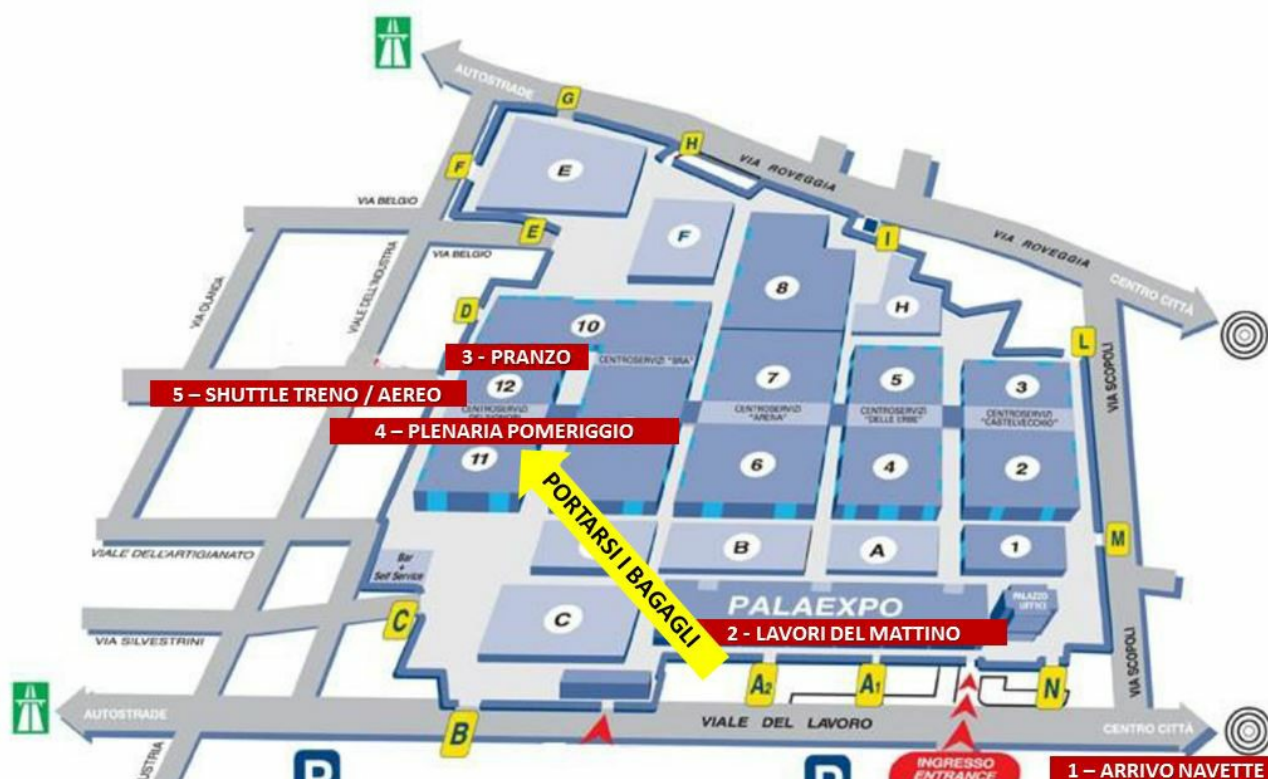 AUTOSTRADE
G
H
VIA ROVEGGIA
F
E
VIA BELGIO
F
I
VIA ROVEGGIA
E
VIA BELGIO
CENTRO CITTÀ
VIA OLANDA
VIALE DELL'INDUSTRIA
8
H
D
10
L
3 - PRANZO
CENTROSERVIZI "BRA"
7
5
3
12
5 – SHUTTLE TRENO / AEREO
CENTROSERVIZI
CENTROSERVIZI
"ARENA"
CENTROSERVIZI
"DELLE ERBE"
CENTROSERVIZI
"CASTELVECCHIO"
VIA SCOPOLI
4 – PLENARIA POMERIGGIO
11
6
4
2
PORTARSI I BAGAGLI
VIALE DELL'ARTIGIANATO
Bar
+
Self Service
B
A
1
M
PALAZZO
UFFICI
PALAEXPO
C
C
2 - LAVORI DEL MATTINO
VIA SILVESTRINI
VIA SCOPOLI
A2
A1
N
AUTOSTRADE
B
VIALE DEL LAVORO
CENTRO CITTÀ
P
P
INGRESSO
ENTRANCE
1 – ARRIVO NAVETTE